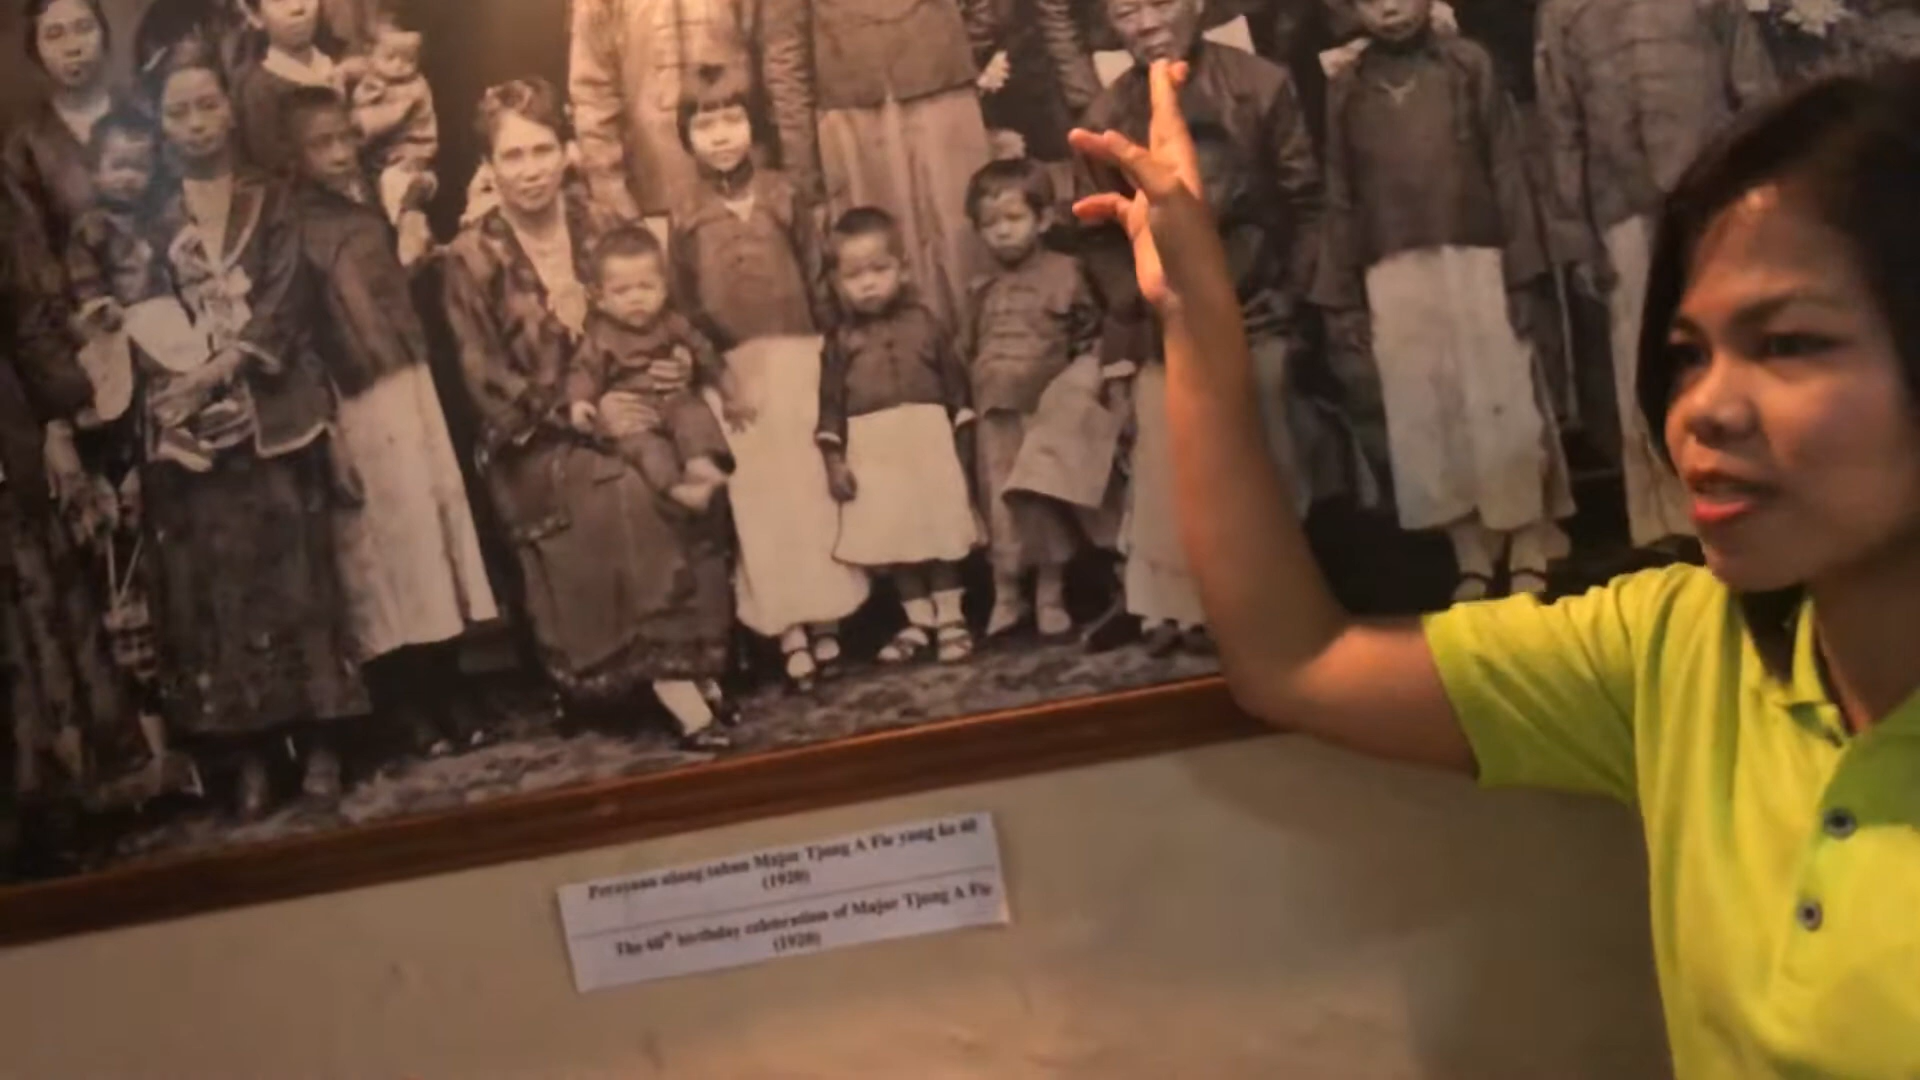 Perayaan ulang tahun Major Tjong A Fie yang ke 60
(1920)
The 60th birthday celebration of Major Tjong A Fie
(1920)